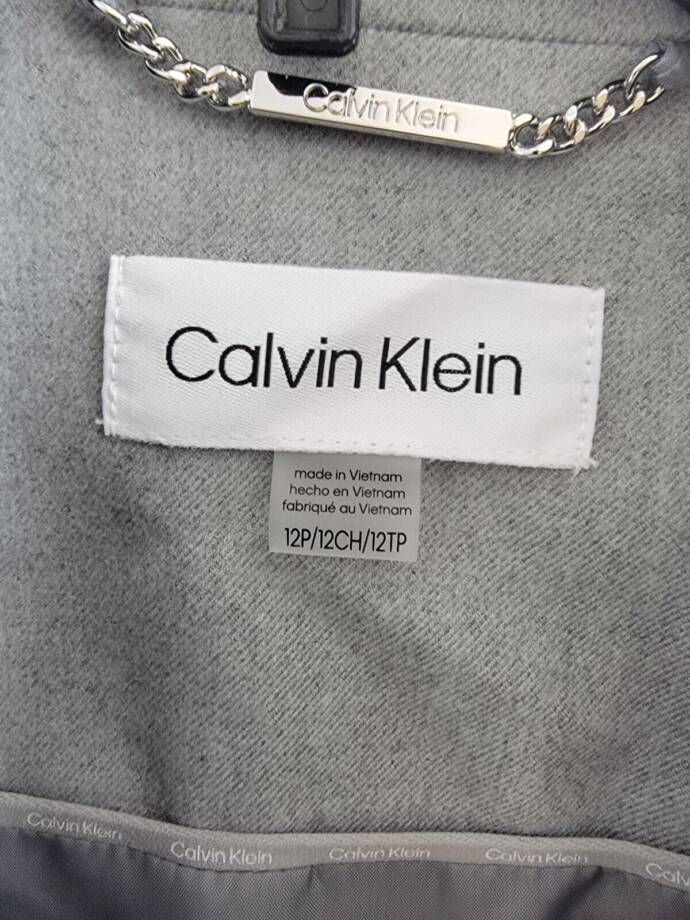 Calvin Klein
Calvin Klein
made in Vietnam
hecho en Vietnam
fabriqué au Vietnam
12P/12CH/12TP
Calvin Klein Calvin Klein Calvin Klein Calvin Klein Calv